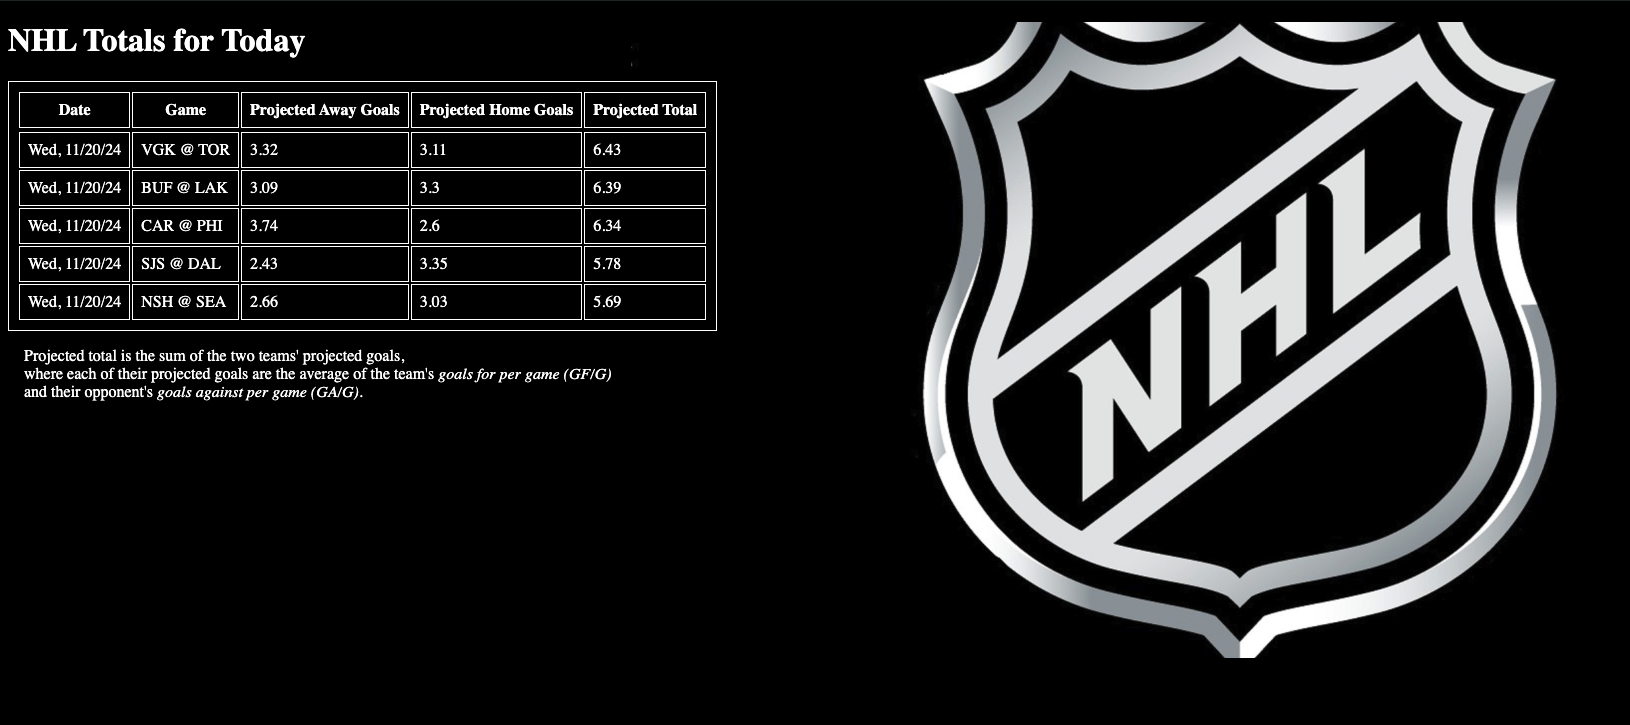 NHL Totals for Today
Date Game Projected Away Goals Projected Home Goals Projected Total
Wed, 11/20/24 VGK @ TOR 3.32 3.11 6.43
Wed, 11/20/24 BUF @ LAK 3.09 3.3 6.39
Wed, 11/20/24 CAR @ PHI 3.74 2.6 6.34
Wed, 11/20/24 SJS @ DAL 2.43 3.35 5.78
Wed, 11/20/24 NSH @ SEA 2.66 3.03 5.69
Projected total is the sum of the two teams' projected goals,
where each of their projected goals are the average of the team's goals for per game (GF/G)
and their opponent's goals against per game (GA/G).
NHL